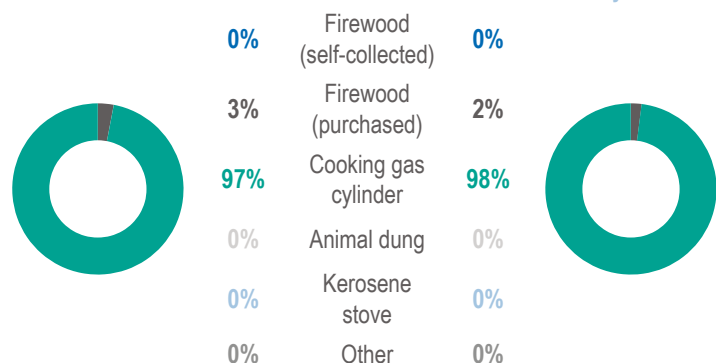 0% Firewood (self-collected) 0%
3% Firewood (purchased) 2%
97% Cooking gas cylinder 98%
0% Animal dung 0%
0% Kerosene stove 0%
0% Other 0%